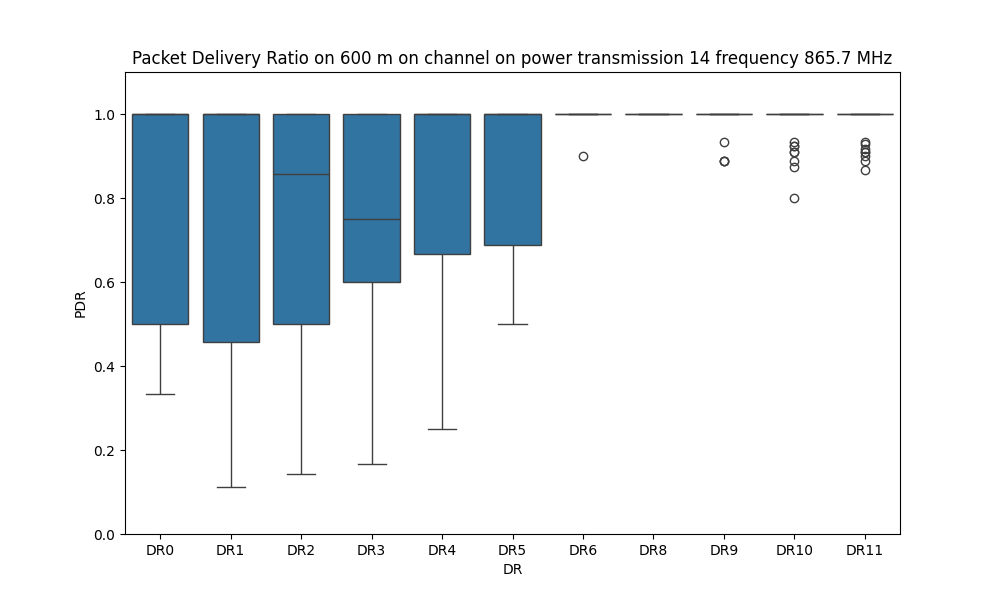 Packet Delivery Ratio on 600 m on channel on power transmission 14 frequency 865.7 MHz
1.0
0.8
0.6
0.4
0.2
0.0
PDR
DR0 DR1 DR2 DR3 DR4 DR5 DR6 DR8 DR9 DR10 DR11
DR